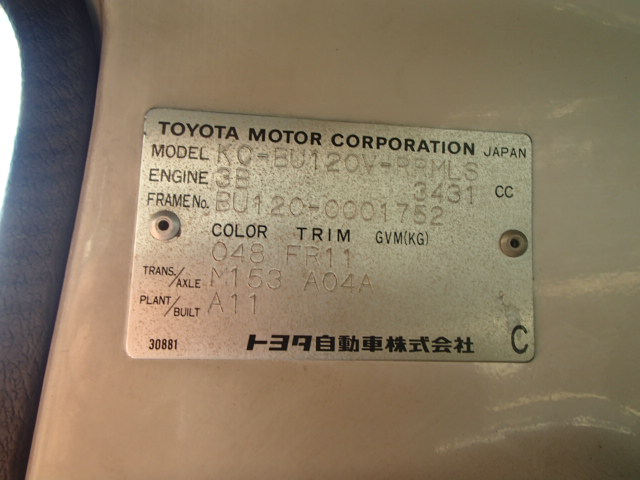 TOYOTA MOTOR CORPORATION JAPAN
MODEL KC-BU120V-RRMLS
ENGINE 3B 3431 CC
FRAME No. BU120-0001752
COLOR TRIM GVM(KG)
048 FR11
TRANS./AXLE M153 A04A
PLANT/BUILT A11
30881 トヨタ自動車株式会社 C